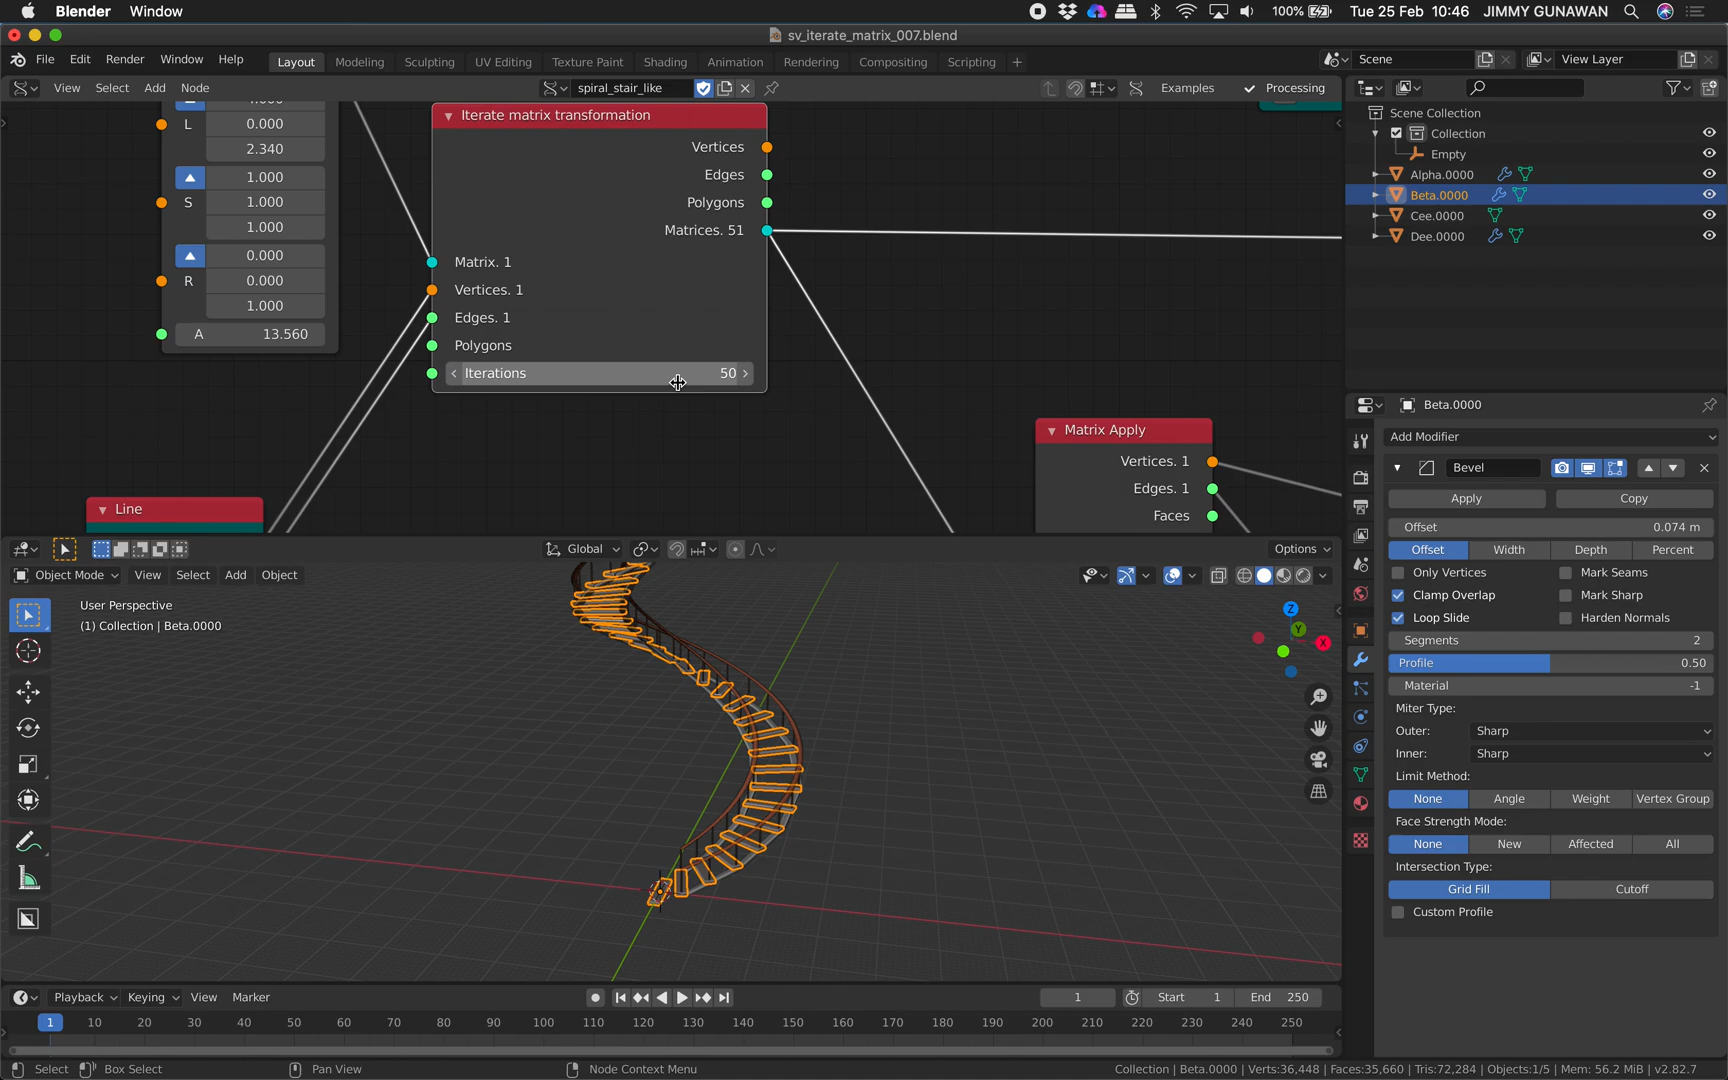 Blender Window 100% Tue 25 Feb 10:46 JIMMY GUNAWAN
sv_iterate_matrix_007.blend
File Edit Render Window Help Layout Modeling Sculpting UV Editing Texture Paint Shading Animation Rendering Compositing Scripting + Scene View Layer
View Select Add Node spiral_stair_like Examples Processing
Scene Collection
Collection
Empty
Alpha.0000
Beta.0000
Cee.0000
Dee.0000
L 0.000
2.340
1.000
S 1.000
1.000
0.000
R 0.000
1.000
A 13.560
Iterate matrix transformation
Vertices
Edges
Polygons
Matrices. 51
Matrix. 1
Vertices. 1
Edges. 1
Polygons
Iterations 50
Line
Matrix Apply
Vertices. 1
Edges. 1
Faces
Global Options
Object Mode View Select Add Object
User Perspective
(1) Collection | Beta.0000
Z
Y
X
Beta.0000
Add Modifier
Bevel
Apply Copy
Offset 0.074 m
Offset Width Depth Percent
Only Vertices Mark Seams
Clamp Overlap Mark Sharp
Loop Slide Harden Normals
Segments 2
Profile 0.50
Material -1
Miter Type:
Outer: Sharp
Inner: Sharp
Limit Method:
None Angle Weight Vertex Group
Face Strength Mode:
None New Affected All
Intersection Type:
Grid Fill Cutoff
Custom Profile
Playback Keying View Marker 1 Start 1 End 250
1 10 20 30 40 50 60 70 80 90 100 110 120 130 140 150 160 170 180 190 200 210 220 230 240 250
Select Box Select Pan View Node Context Menu Collection | Beta.0000 | Verts:36,448 | Faces:35,660 | Tris:72,284 | Objects:1/5 | Mem: 56.2 MiB | v2.82.7